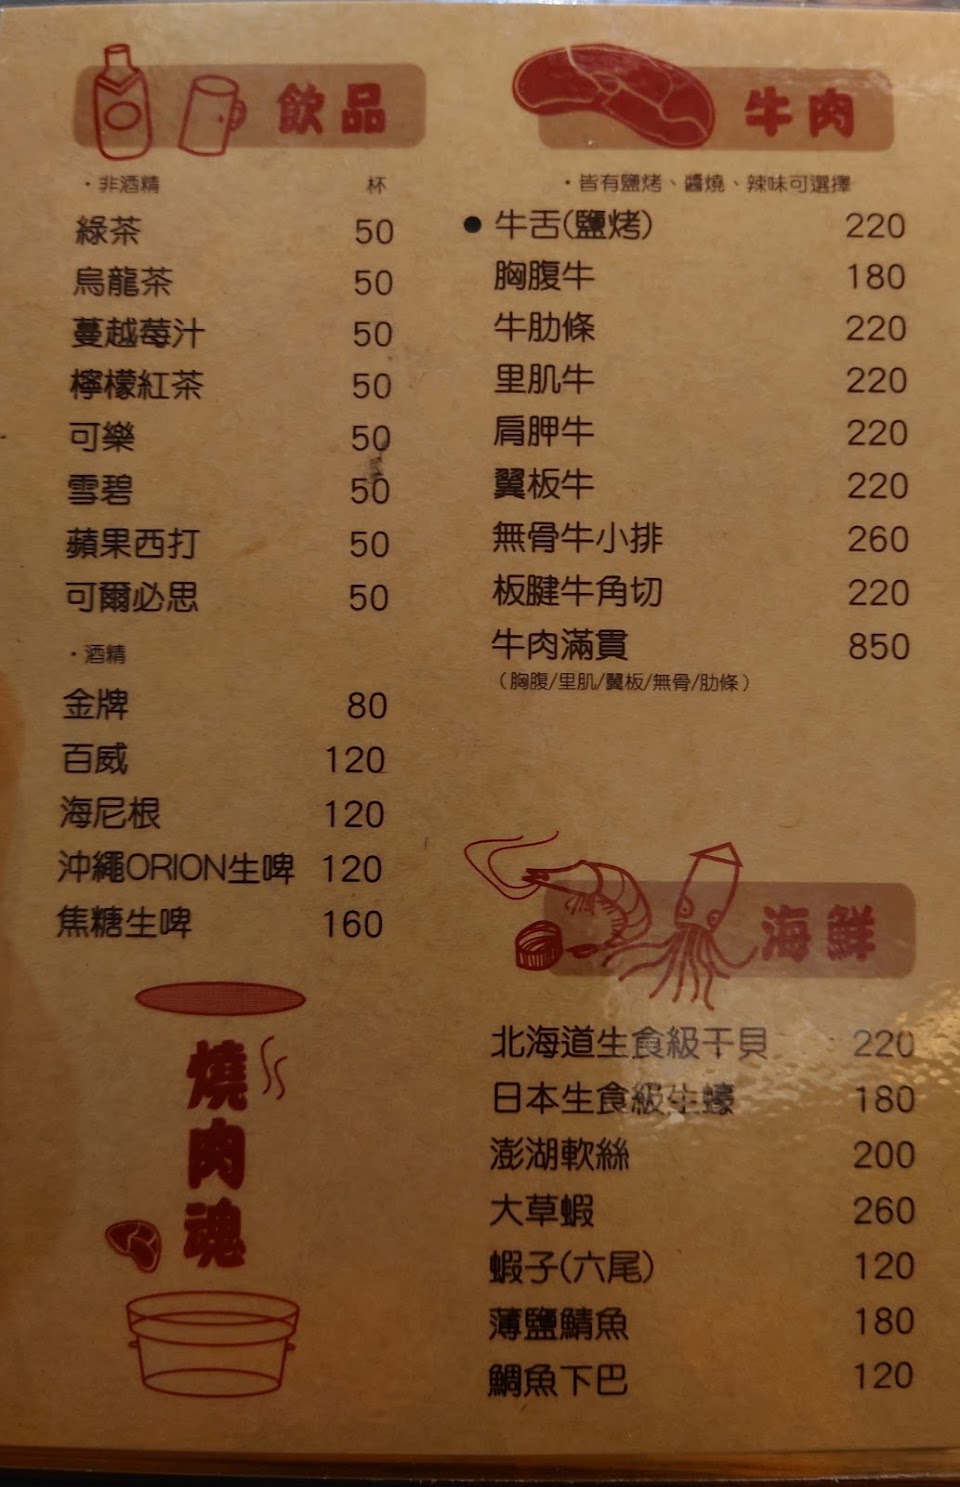 飲品
・非酒精 杯
綠茶 50
烏龍茶 50
蔓越莓汁 50
檸檬紅茶 50
可樂 50
雪碧 50
蘋果西打 50
可爾必思 50
・酒精
金牌 80
百威 120
海尼根 120
沖繩ORION生啤 120
焦糖生啤 160
燒肉魂
牛肉
・皆有鹽烤、醬燒、辣味可選擇
● 牛舌(鹽烤) 220
胸腹牛 180
牛肋條 220
里肌牛 220
肩胛牛 220
翼板牛 220
無骨牛小排 260
板腱牛角切 220
牛肉滿貫 850
（胸腹/里肌/翼板/無骨/肋條）
海鮮
北海道生食級干貝 220
日本生食級生蠔 180
澎湖軟絲 200
大草蝦 260
蝦子(六尾) 120
薄鹽鯖魚 180
鯛魚下巴 120